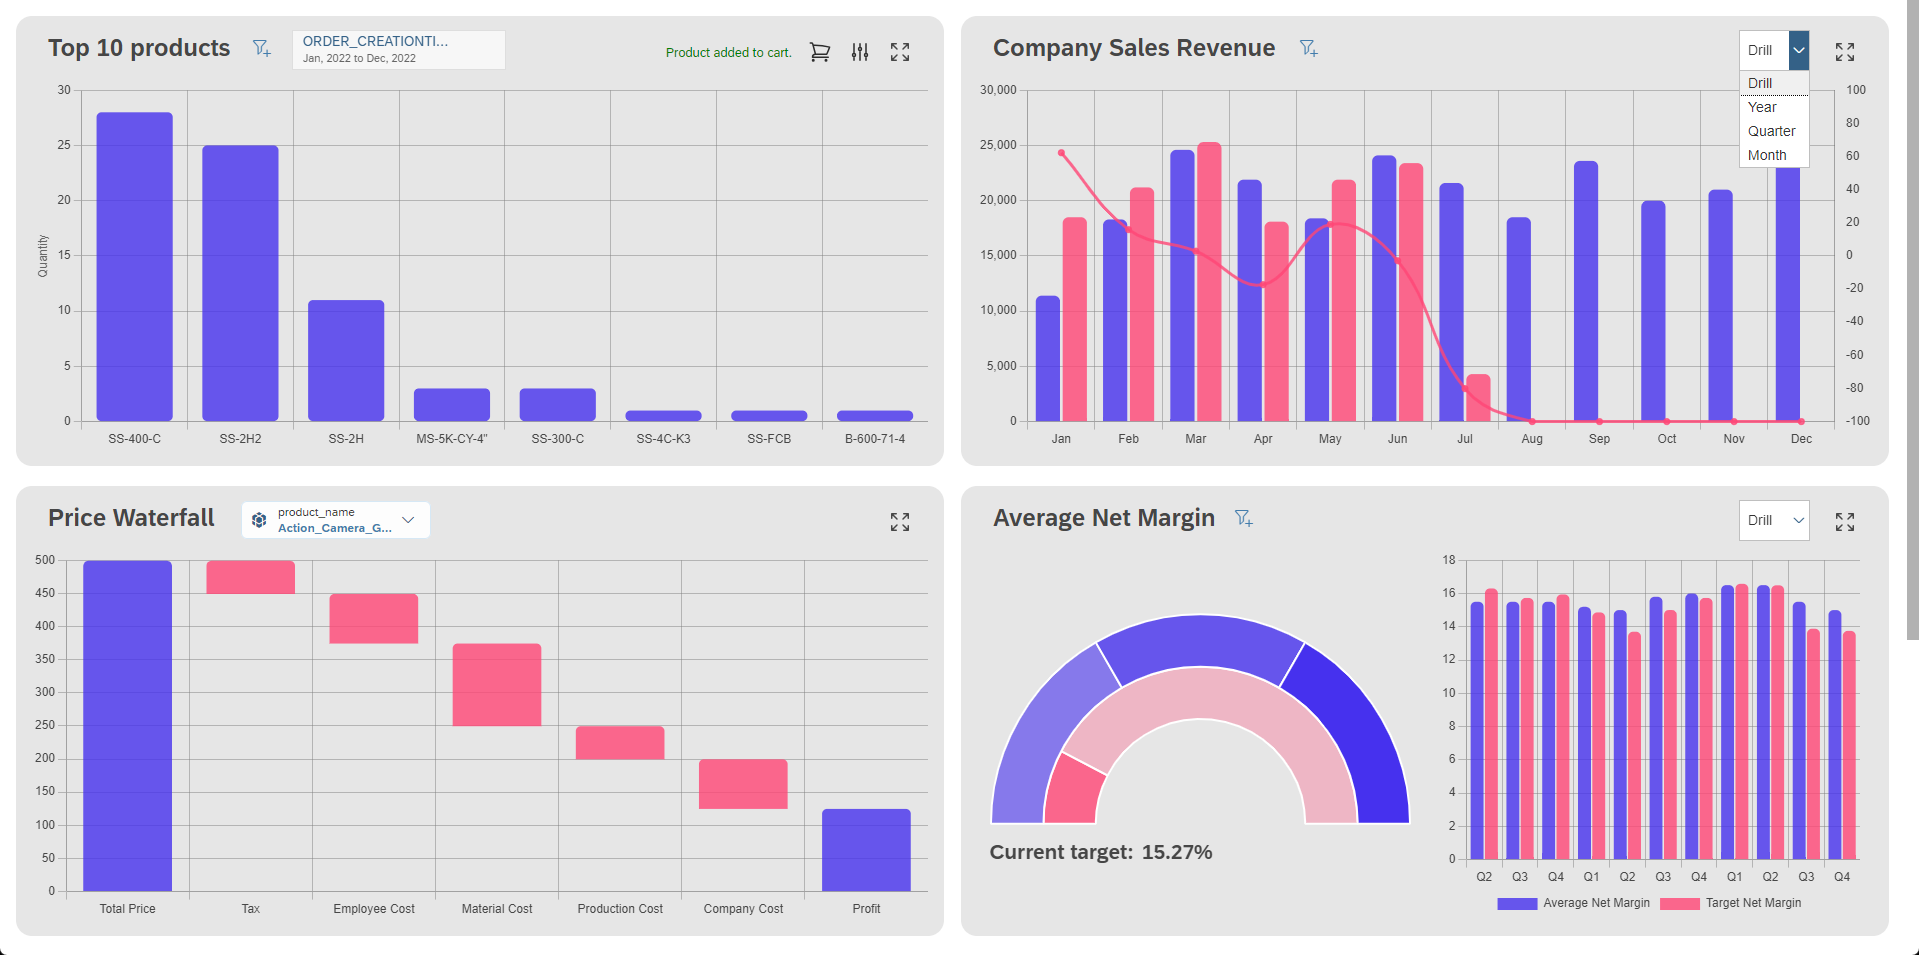 Top 10 products
ORDER_CREATIONTI...
Jan, 2022 to Dec, 2022
Product added to cart.
30
25
20
15
10
5
0
Quantity
SS-400-C SS-2H2 SS-2H MS-5K-CY-4" SS-300-C SS-4C-K3 SS-FCB B-600-71-4
Company Sales Revenue
Drill
Drill
Year
Quarter
Month
30,000
25,000
20,000
15,000
10,000
5,000
0
100
80
60
40
20
0
-20
-40
-60
-80
-100
Jan Feb Mar Apr May Jun Jul Aug Sep Oct Nov Dec
Price Waterfall
product_name
Action_Camera_G...
500
450
400
350
300
250
200
150
100
50
0
Total Price Tax Employee Cost Material Cost Production Cost Company Cost Profit
Average Net Margin
Drill
Current target: 15.27%
18
16
14
12
10
8
6
4
2
0
Q2 Q3 Q4 Q1 Q2 Q3 Q4 Q1 Q2 Q3 Q4
Average Net Margin Target Net Margin